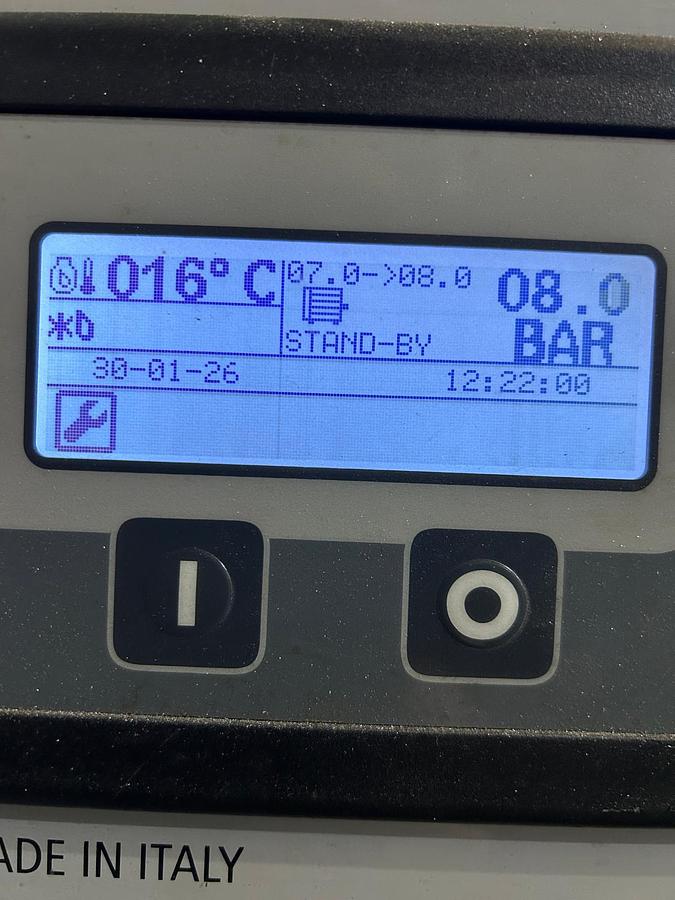 016° C
07.0->08.0
08.0
BAR
STAND-BY
30-01-26
12:22:00
ADE IN ITALY